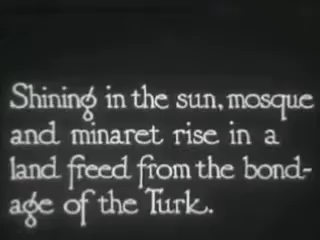 Shining in the sun, mosque
and minaret rise in a
land freed from the bond-
age of the Turk.